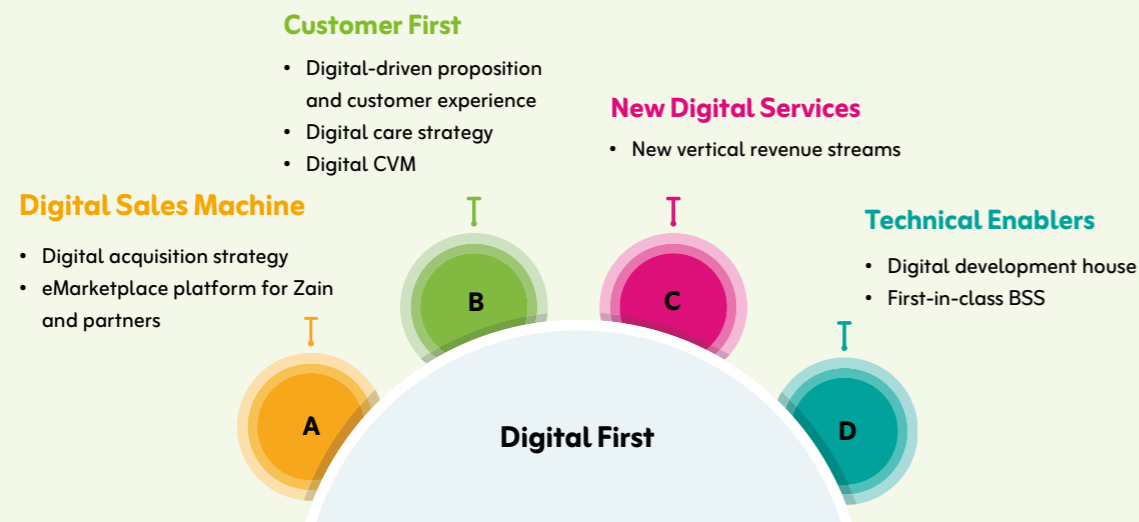 Customer First
• Digital-driven proposition
and customer experience
• Digital care strategy
• Digital CVM
New Digital Services
• New vertical revenue streams
Digital Sales Machine
• Digital acquisition strategy
• eMarketplace platform for Zain
and partners
Technical Enablers
• Digital development house
• First-in-class BSS
A
B
C
D
Digital First